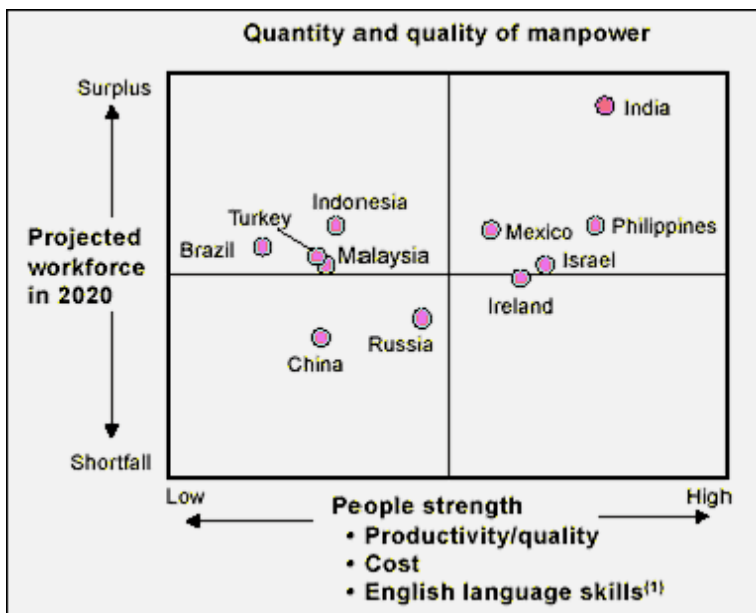 Quantity and quality of manpower
Surplus
India
Indonesia
Turkey
Mexico
Philippines
Projected
workforce
in 2020
Brazil
Malaysia
Israel
Ireland
Russia
China
Shortfall
Low
High
People strength
• Productivity/quality
• Cost
• English language skills(1)